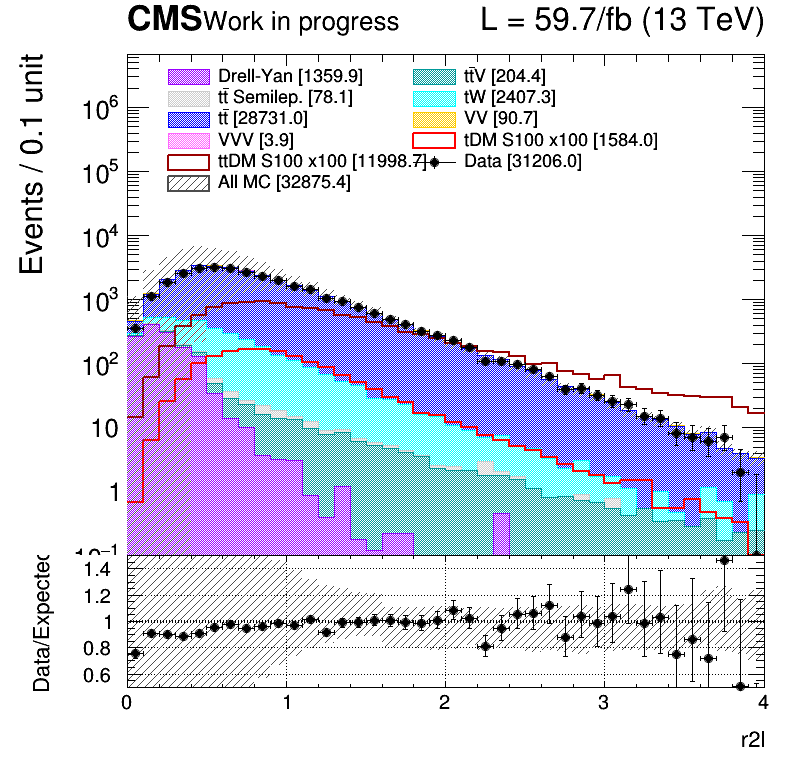 CMS Work in progress L = 59.7/fb (13 TeV)
Events / 0.1 unit
Drell-Yan [1359.9] tt̄V [204.4]
tt̄ Semilep. [78.1] tW [2407.3]
tt̄ [28731.0] VV [90.7]
VVV [3.9] tDM S100 x100 [1584.0]
ttDM S100 x100 [11998.7] Data [31206.0]
All MC [32875.4]
10⁶
10⁵
10⁴
10³
10²
10
1
10⁻¹
Data/Expected
1.4
1.2
1
0.8
0.6
0 1 2 3 4
r2l